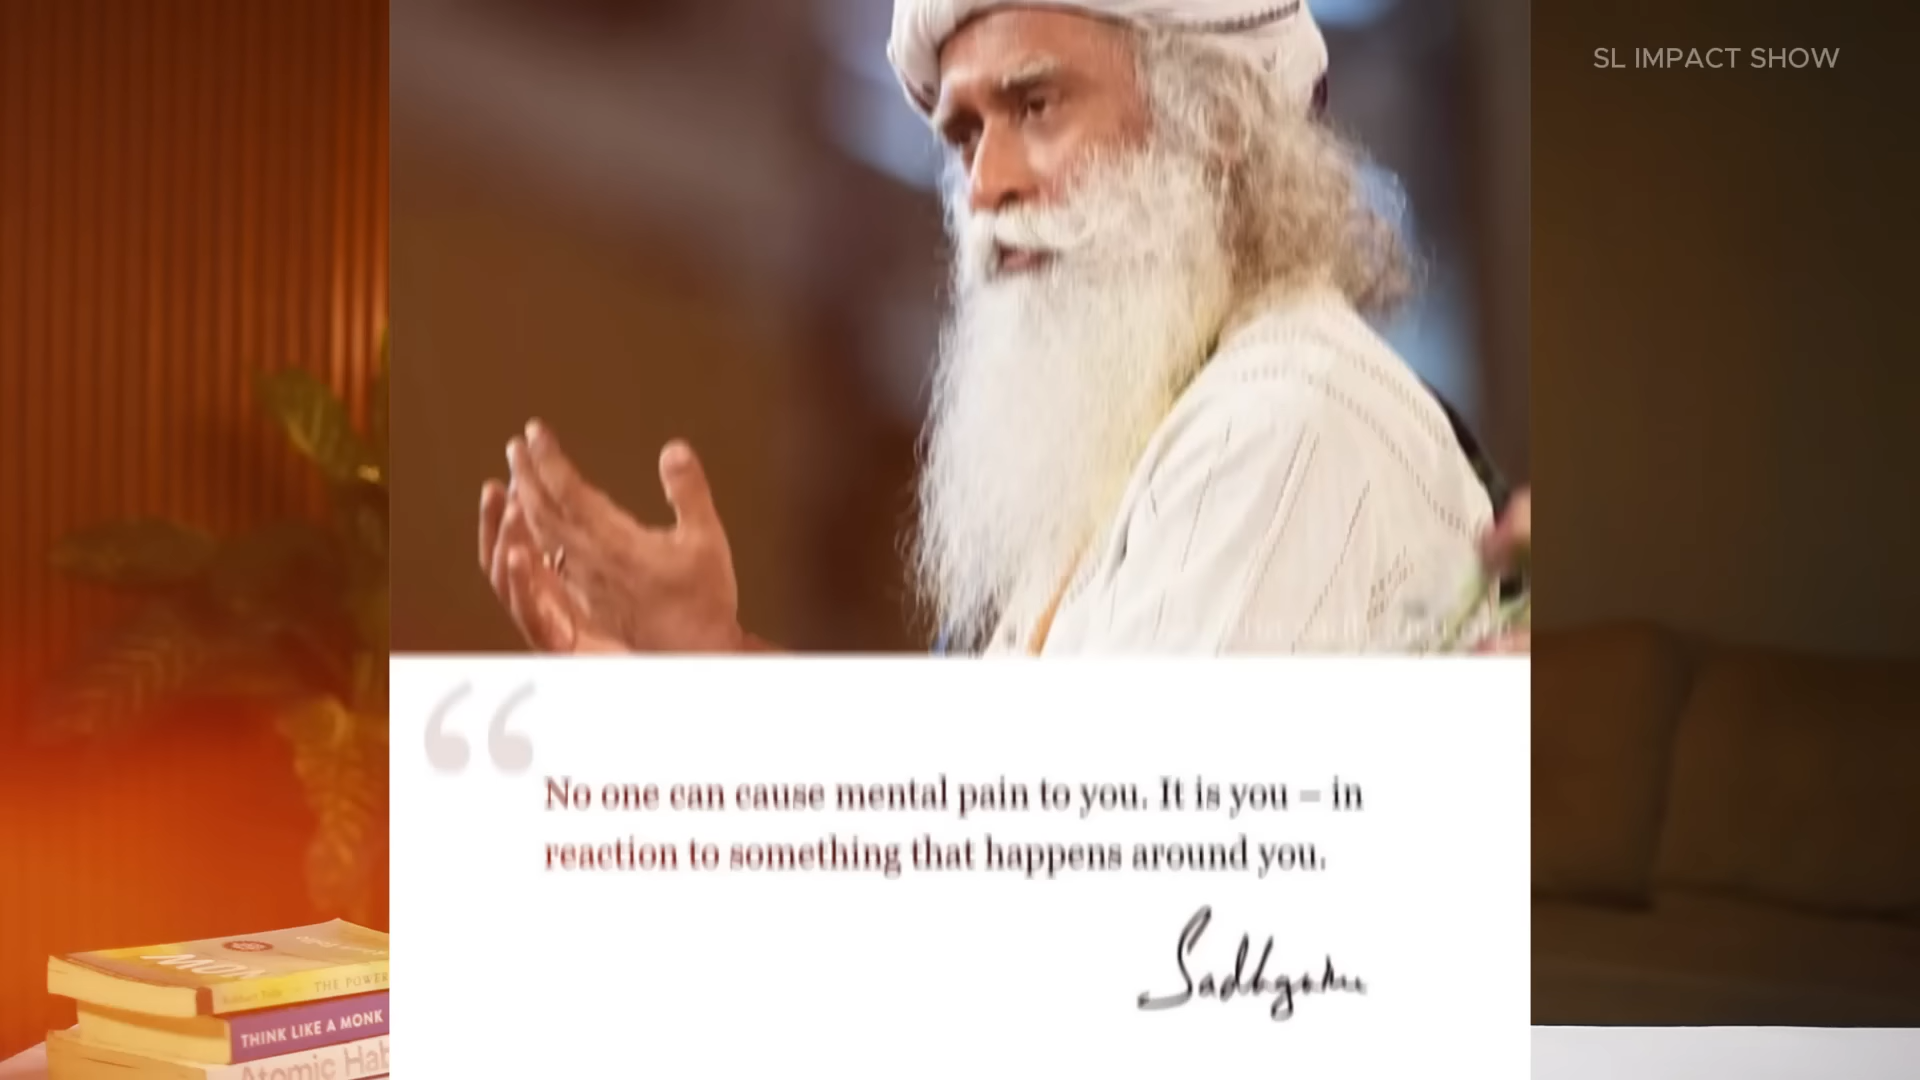 SL IMPACT SHOW
“
No one can cause mental pain to you. It is you – in
reaction to something that happens around you.
Sadhguru
NOW
THE POWER
THINK LIKE A MONK
Atomic Hab